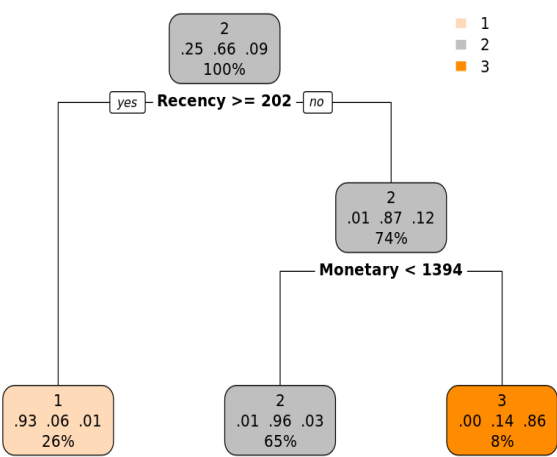 2
.25 .66 .09
100%
1
2
3
yes Recency >= 202 no
2
.01 .87 .12
74%
Monetary < 1394
1
.93 .06 .01
26%
2
.01 .96 .03
65%
3
.00 .14 .86
8%